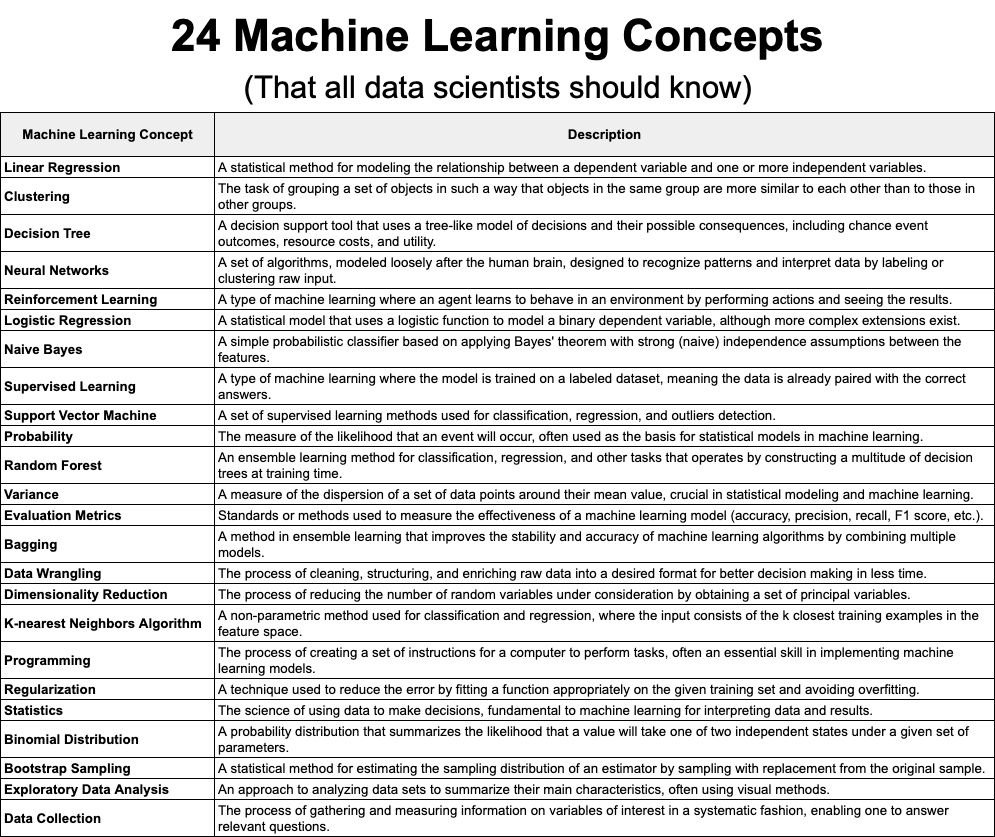 24 Machine Learning Concepts
(That all data scientists should know)
Machine Learning Concept
Description
Linear Regression
A statistical method for modeling the relationship between a dependent variable and one or more independent variables.
Clustering
The task of grouping a set of objects in such a way that objects in the same group are more similar to each other than to those in
other groups.
Decision Tree
A decision support tool that uses a tree-like model of decisions and their possible consequences, including chance event
outcomes, resource costs, and utility.
Neural Networks
A set of algorithms, modeled loosely after the human brain, designed to recognize patterns and interpret data by labeling or
clustering raw input.
Reinforcement Learning
A type of machine learning where an agent learns to behave in an environment by performing actions and seeing the results.
Logistic Regression
A statistical model that uses a logistic function to model a binary dependent variable, although more complex extensions exist.
Naive Bayes
A simple probabilistic classifier based on applying Bayes' theorem with strong (naive) independence assumptions between the
features.
Supervised Learning
A type of machine learning where the model is trained on a labeled dataset, meaning the data is already paired with the correct
answers.
Support Vector Machine
A set of supervised learning methods used for classification, regression, and outliers detection.
Probability
The measure of the likelihood that an event will occur, often used as the basis for statistical models in machine learning.
Random Forest
An ensemble learning method for classification, regression, and other tasks that operates by constructing a multitude of decision
trees at training time.
Variance
A measure of the dispersion of a set of data points around their mean value, crucial in statistical modeling and machine learning.
Evaluation Metrics
Standards or methods used to measure the effectiveness of a machine learning model (accuracy, precision, recall, F1 score, etc.).
Bagging
A method in ensemble learning that improves the stability and accuracy of machine learning algorithms by combining multiple
models.
Data Wrangling
The process of cleaning, structuring, and enriching raw data into a desired format for better decision making in less time.
Dimensionality Reduction
The process of reducing the number of random variables under consideration by obtaining a set of principal variables.
K-nearest Neighbors Algorithm
A non-parametric method used for classification and regression, where the input consists of the k closest training examples in the
feature space.
Programming
The process of creating a set of instructions for a computer to perform tasks, often an essential skill in implementing machine
learning models.
Regularization
A technique used to reduce the error by fitting a function appropriately on the given training set and avoiding overfitting.
Statistics
The science of using data to make decisions, fundamental to machine learning for interpreting data and results.
Binomial Distribution
A probability distribution that summarizes the likelihood that a value will take one of two independent states under a given set of
parameters.
Bootstrap Sampling
A statistical method for estimating the sampling distribution of an estimator by sampling with replacement from the original sample.
Exploratory Data Analysis
An approach to analyzing data sets to summarize their main characteristics, often using visual methods.
Data Collection
The process of gathering and measuring information on variables of interest in a systematic fashion, enabling one to answer
relevant questions.